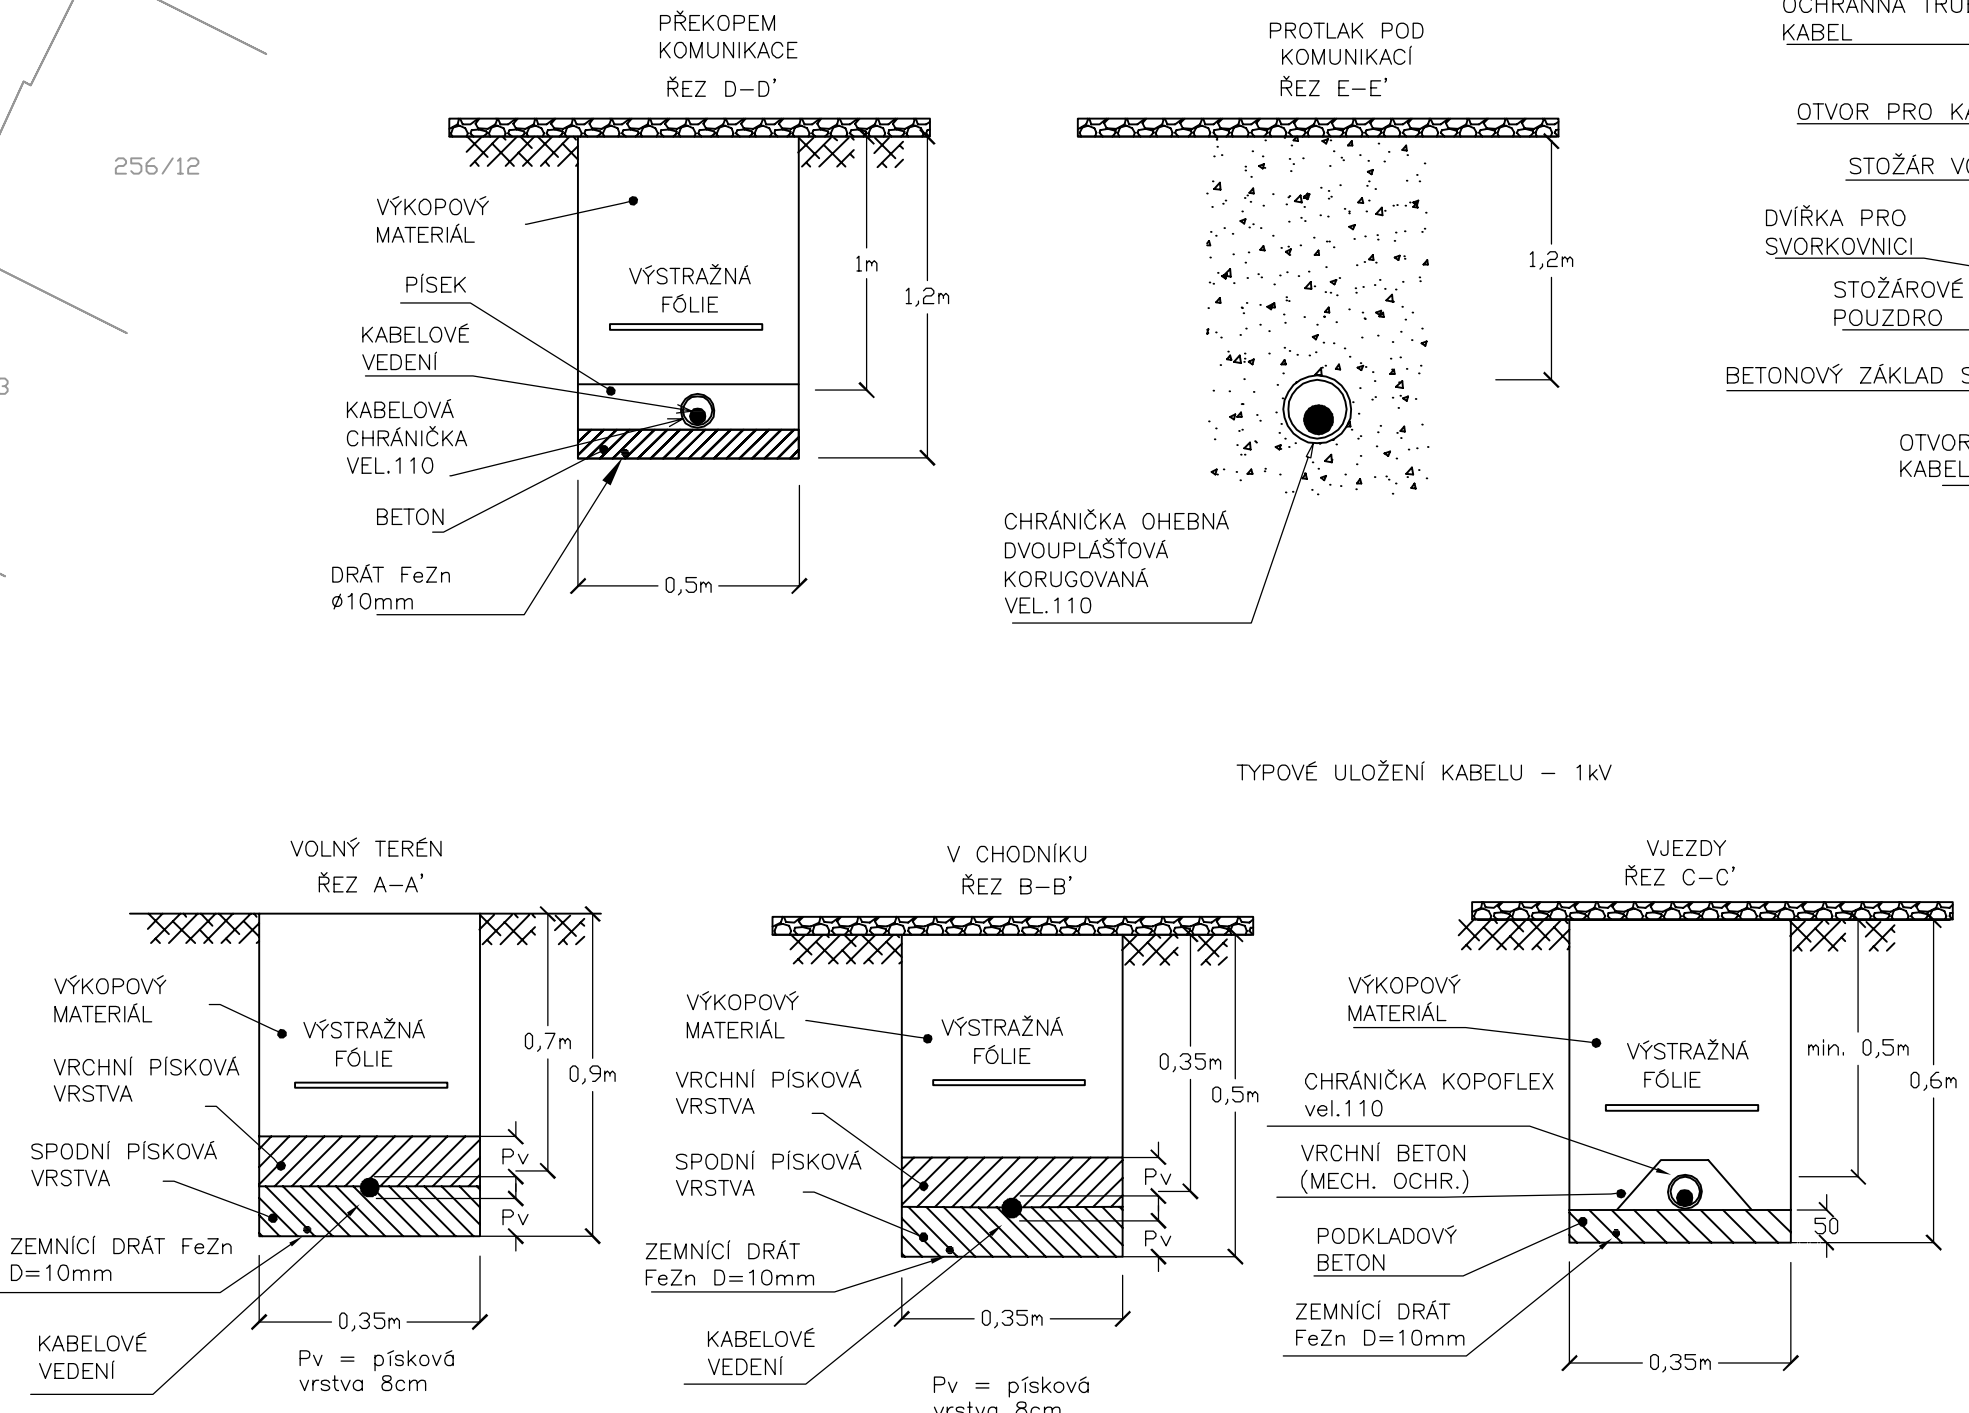 PŘEKOPEM
KOMUNIKACE
ŘEZ D-D'
256/12
VÝKOPOVÝ
MATERIÁL
PÍSEK
VÝSTRAŽNÁ
FÓLIE
KABELOVÉ
VEDENÍ
KABELOVÁ
CHRÁNIČKA
VEL.110
BETON
DRÁT FeZn
ø10mm
1m
1,2m
0,5m
3
PROTLAK POD
KOMUNIKACÍ
ŘEZ E-E'
1,2m
CHRÁNIČKA OHEBNÁ
DVOUPLÁŠŤOVÁ
KORUGOVANÁ
VEL.110
KABEL
OTVOR PRO
STOŽÁR
DVÍŘKA PRO
SVORKOVNICI
STOŽÁROVÉ
POUZDRO
BETONOVÝ ZÁKLAD
OTVOR
KABEL
TYPOVÉ ULOŽENÍ KABELU - 1kV
VOLNÝ TERÉN
ŘEZ A-A'
VÝKOPOVÝ
MATERIÁL
VÝSTRAŽNÁ
FÓLIE
VRCHNÍ PÍSKOVÁ
VRSTVA
SPODNÍ PÍSKOVÁ
VRSTVA
ZEMNÍCÍ DRÁT FeZn
D=10mm
KABELOVÉ
VEDENÍ
0,7m
0,9m
Pv
Pv
0,35m
Pv = písková
vrstva 8cm
V CHODNÍKU
ŘEZ B-B'
VÝKOPOVÝ
MATERIÁL
VÝSTRAŽNÁ
FÓLIE
VRCHNÍ PÍSKOVÁ
VRSTVA
SPODNÍ PÍSKOVÁ
VRSTVA
ZEMNÍCÍ DRÁT
FeZn D=10mm
KABELOVÉ
VEDENÍ
0,35m
0,5m
Pv
Pv
0,35m
Pv = písková
vrstva 8cm
VJEZDY
ŘEZ C-C'
VÝKOPOVÝ
MATERIÁL
VÝSTRAŽNÁ
FÓLIE
CHRÁNIČKA KOPOFLEX
vel.110
VRCHNÍ BETON
(MECH. OCHR.)
PODKLADOVÝ
BETON
ZEMNÍCÍ DRÁT
FeZn D=10mm
min. 0,5m
0,6m
50
0,35m